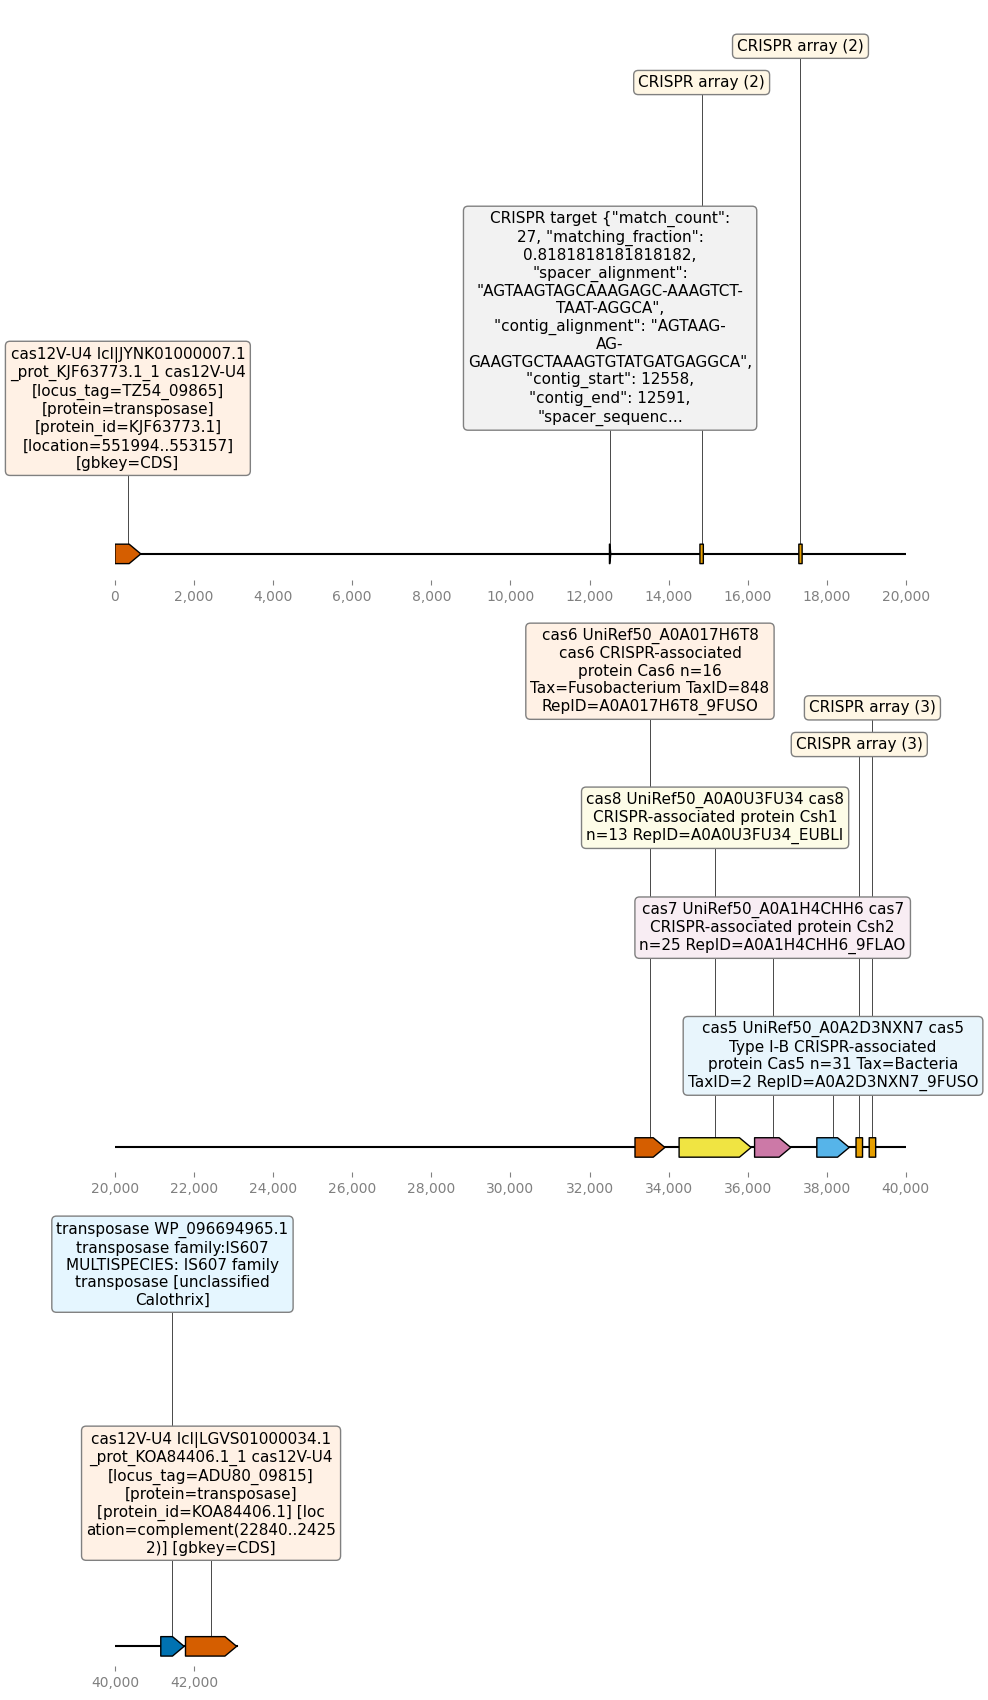 CRISPR array (2)
CRISPR array (2)
CRISPR target {"match_count":
27, "matching_fraction":
0.8181818181818182,
"spacer_alignment":
"AGTAAGTAGCAAAGAGC-AAAGTCT-
TAAT-AGGCA",
"contig_alignment": "AGTAAG-
AG-
GAAGTGCTAAAGTGTATGATGAGGCA",
"contig_start": 12558,
"contig_end": 12591,
"spacer_sequenc...
cas12V-U4 lcl|JYNK01000007.1
_prot_KJF63773.1_1 cas12V-U4
[locus_tag=TZ54_09865]
[protein=transposase]
[protein_id=KJF63773.1]
[location=551994..553157]
[gbkey=CDS]
0 2,000 4,000 6,000 8,000 10,000 12,000 14,000 16,000 18,000 20,000
cas6 UniRef50_A0A017H6T8
cas6 CRISPR-associated
protein Cas6 n=16
Tax=Fusobacterium TaxID=848
RepID=A0A017H6T8_9FUSO
CRISPR array (3)
CRISPR array (3)
cas8 UniRef50_A0A0U3FU34 cas8
CRISPR-associated protein Csh1
n=13 RepID=A0A0U3FU34_EUBLI
cas7 UniRef50_A0A1H4CHH6 cas7
CRISPR-associated protein Csh2
n=25 RepID=A0A1H4CHH6_9FLAO
cas5 UniRef50_A0A2D3NXN7 cas5
Type I-B CRISPR-associated
protein Cas5 n=31 Tax=Bacteria
TaxID=2 RepID=A0A2D3NXN7_9FUSO
20,000 22,000 24,000 26,000 28,000 30,000 32,000 34,000 36,000 38,000 40,000
transposase WP_096694965.1
transposase family:IS607
MULTISPECIES: IS607 family
transposase [unclassified
Calothrix]
cas12V-U4 lcl|LGVS01000034.1
_prot_KOA84406.1_1 cas12V-U4
[locus_tag=ADU80_09815]
[protein=transposase]
[protein_id=KOA84406.1] [loc
ation=complement(22840..2425
2)] [gbkey=CDS]
40,000 42,000